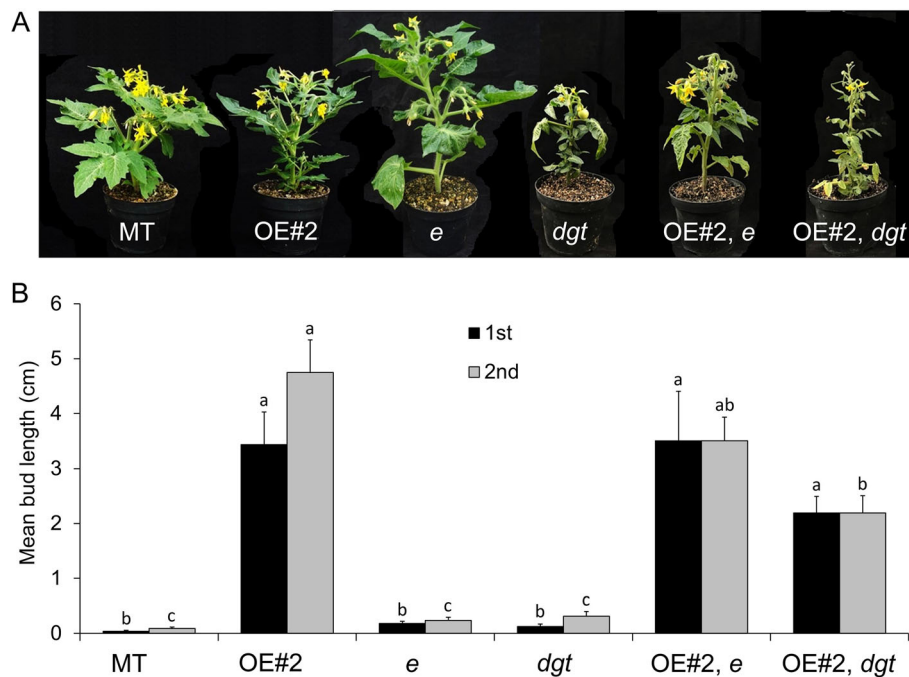 A
MT OE#2 e dgt OE#2, e OE#2, dgt
B
6
5
4
3
2
1
0
Mean bud length (cm)
1st
2nd
b c
a a
b c
b c
a ab
a b
MT OE#2 e dgt OE#2, e OE#2, dgt